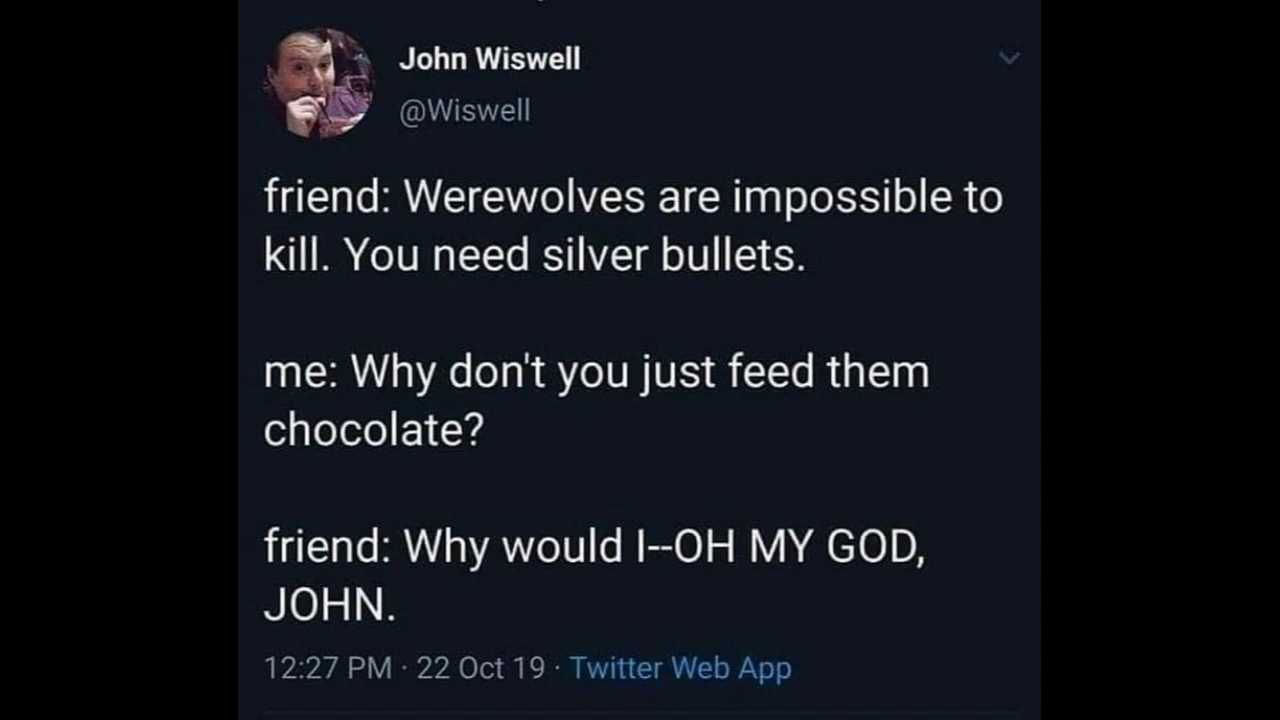 John Wiswell
@Wiswell
friend: Werewolves are impossible to
kill. You need silver bullets.
me: Why don't you just feed them
chocolate?
friend: Why would I--OH MY GOD,
JOHN.
12:27 PM · 22 Oct 19 · Twitter Web App